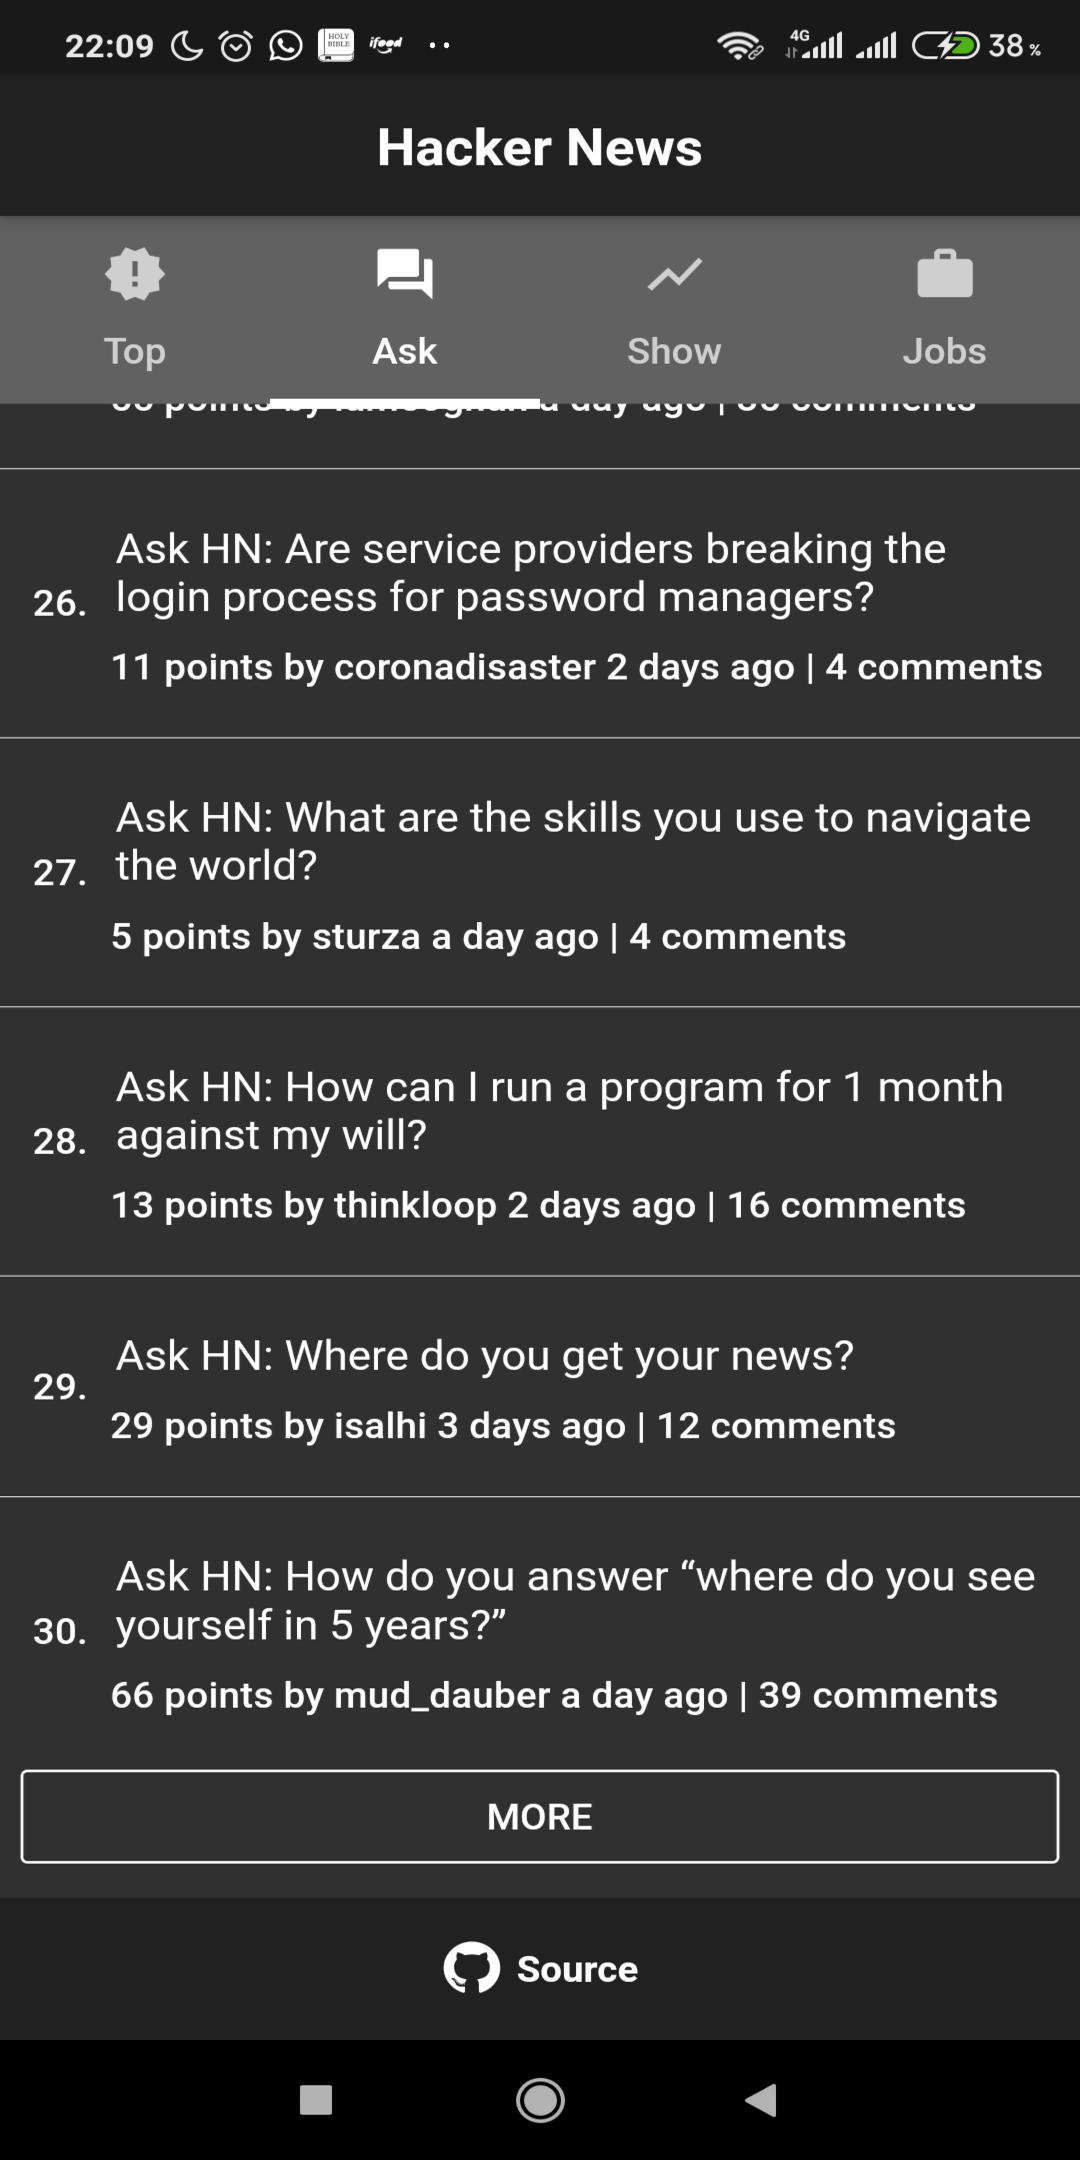 22:09
HOLY
BIBLE
ifood
4G
38 %
Hacker News
Top
Ask
Show
Jobs
points by a day ago | comments
Ask HN: Are service providers breaking the
26. login process for password managers?
11 points by coronadisaster 2 days ago | 4 comments
Ask HN: What are the skills you use to navigate
27. the world?
5 points by sturza a day ago | 4 comments
Ask HN: How can I run a program for 1 month
28. against my will?
13 points by thinkloop 2 days ago | 16 comments
Ask HN: Where do you get your news?
29.
29 points by isalhi 3 days ago | 12 comments
Ask HN: How do you answer “where do you see
30. yourself in 5 years?”
66 points by mud_dauber a day ago | 39 comments
MORE
Source